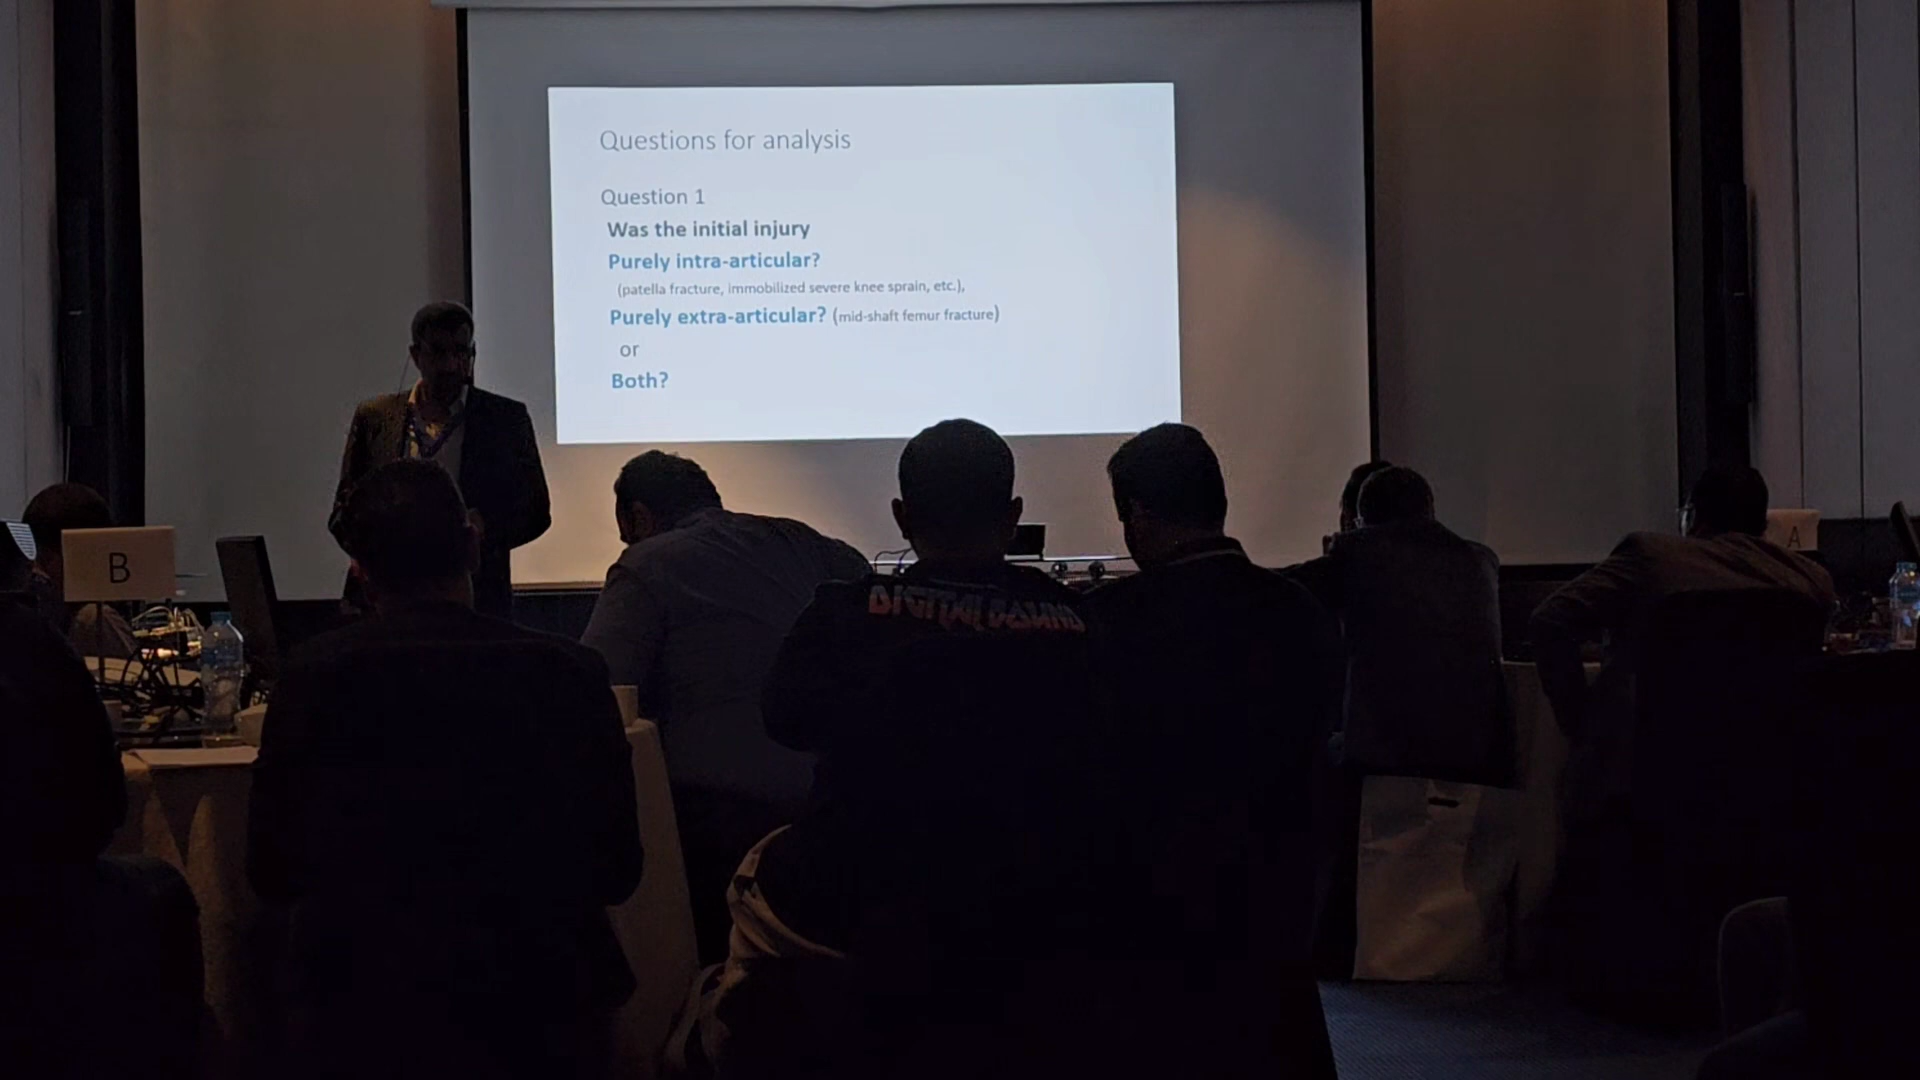 Questions for analysis
Question 1
Was the initial injury
Purely intra-articular?
(patella fracture, immobilized severe knee sprain, etc.),
Purely extra-articular? (mid-shaft femur fracture)
or
Both?
B
A
DIGITAL